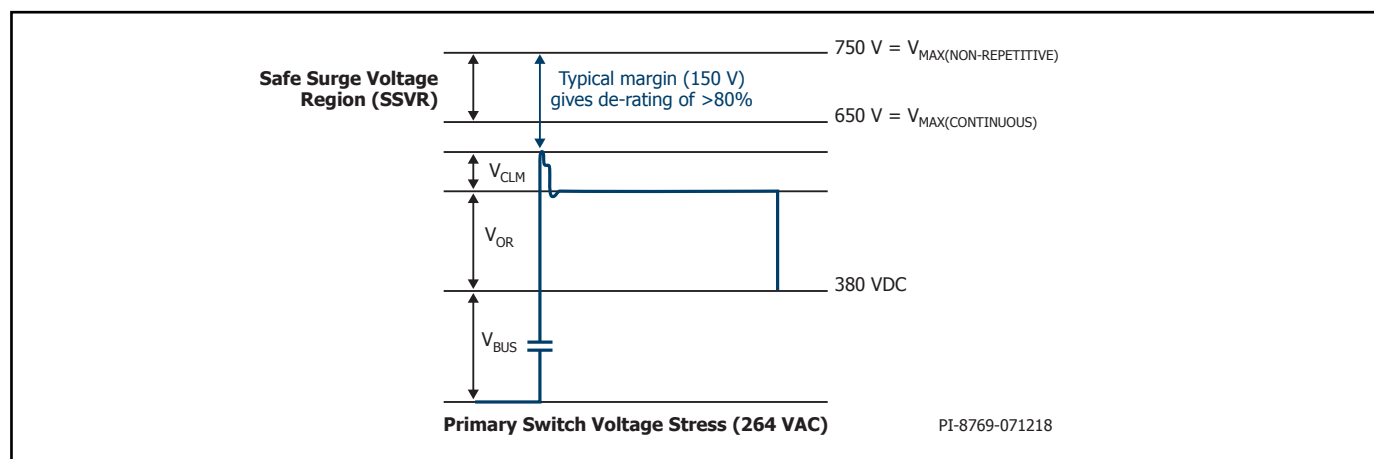 750 V = VMAX(NON-REPETITIVE)
Safe Surge Voltage
Region (SSVR)
Typical margin (150 V)
gives de-rating of >80%
650 V = VMAX(CONTINUOUS)
VCLM
VOR
380 VDC
VBUS
Primary Switch Voltage Stress (264 VAC)
PI-8769-071218